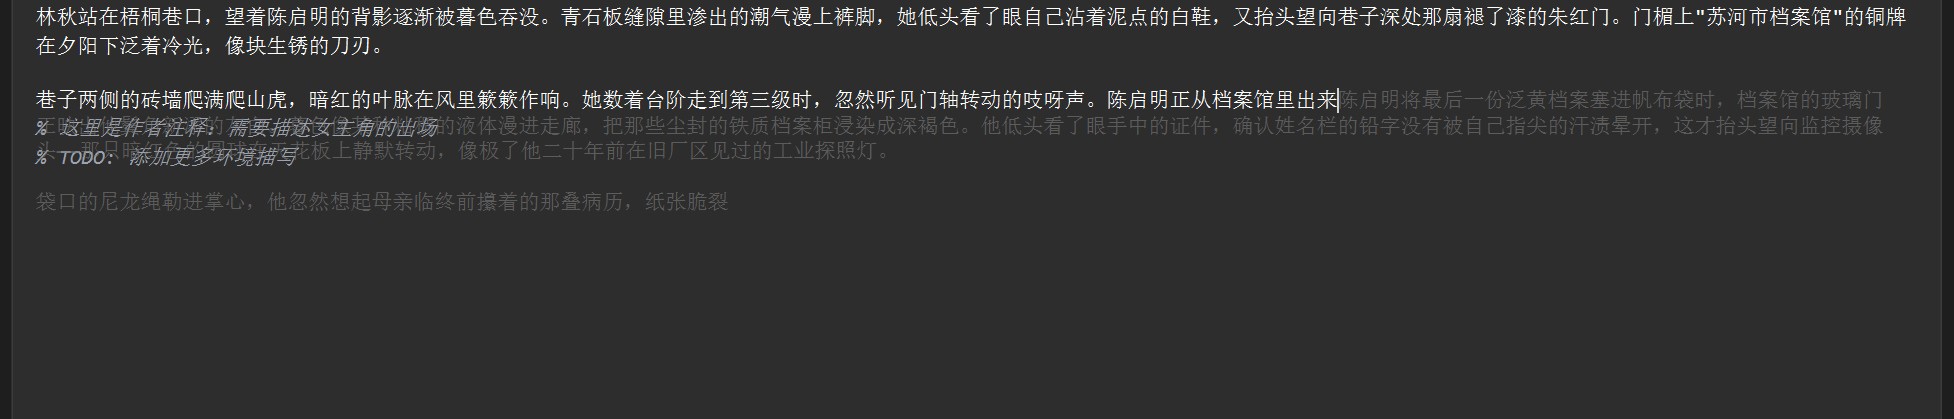 林秋站在梧桐巷口，望着陈启明的背影逐渐被暮色吞没。青石板缝隙里渗出的潮气漫上裤脚，她低头看了眼自己沾着泥点的白鞋，又抬头望向巷子深处那扇褪了漆的朱红门。门楣上"苏河市档案馆"的铜牌
在夕阳下泛着冷光，像块生锈的刀刃。
巷子两侧的砖墙爬满爬山虎，暗红的叶脉在风里簌簌作响。她数着台阶走到第三级时，忽然听见门轴转动的吱呀声。陈启明正从档案馆里出来陈启明将最后一份泛黄档案塞进帆布袋时，档案馆的玻璃门
% 这里是作者注释：需要描述女主角的出场
的液体漫进走廊，把那些尘封的铁质档案柜浸染成深褐色。他低头看了眼手中的证件，确认姓名栏的铅字没有被自己指尖的汗渍晕开，这才抬头望向监控摄像
% TODO: 添加更多环境描写
板上静默转动，像极了他二十年前在旧厂区见过的工业探照灯。
袋口的尼龙绳勒进掌心，他忽然想起母亲临终前攥着的那叠病历，纸张脆裂